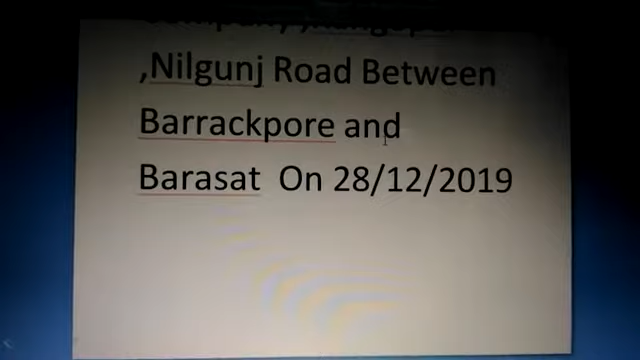 ,Nilgunj Road Between
Barrackpore and
Barasat On 28/12/2019